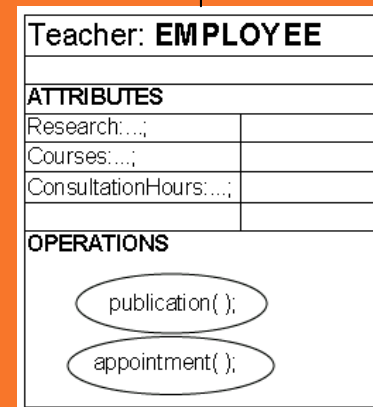 Teacher: EMPLOYEE
ATTRIBUTES
Research:...;
Courses:...;
ConsultationHours:...;
OPERATIONS
publication( );
appointment( );